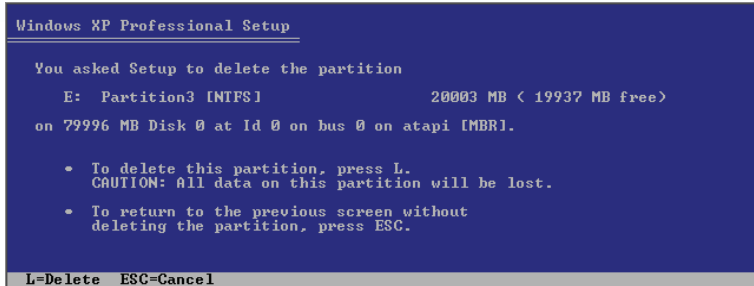 Windows XP Professional Setup
You asked Setup to delete the partition
E: Partition3 [NTFS] 20003 MB ( 19937 MB free)
on 79996 MB Disk 0 at Id 0 on bus 0 on atapi [MBR].
• To delete this partition, press L.
CAUTION: All data on this partition will be lost.
• To return to the previous screen without
deleting the partition, press ESC.
L=Delete ESC=Cancel